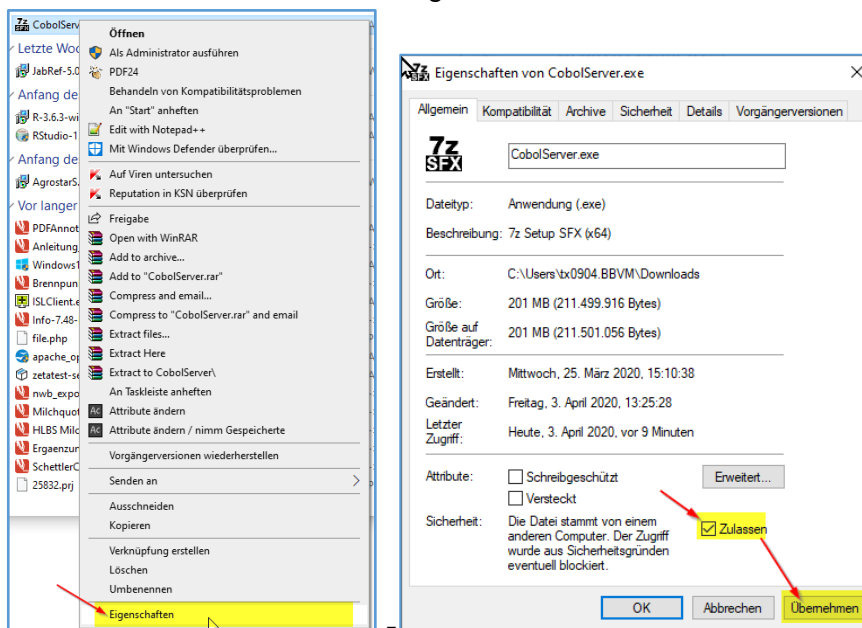 CobolServ
Letzte Woc
JabRef-5.0
Anfang de
R-3.6.3-wi
RStudio-1
Anfang de
AgrostarS.
Vor langer
PDFAnnot
Anleitung
Windows1
Brennpun
ISLClient.e
Info-7.48-
file.php
apache_op
zetatest-se
nwb_expo
Milchquot
HLBS Milc
Ergaenzur
SchettlerC
25832.prj
Öffnen
Als Administrator ausführen
PDF24
Behandeln von Kompatibilitätsproblemen
An "Start" anheften
Edit with Notepad++
Mit Windows Defender überprüfen...
Auf Viren untersuchen
Reputation in KSN überprüfen
Freigabe
Open with WinRAR
Add to archive...
Add to "CobolServer.rar"
Compress and email...
Compress to "CobolServer.rar" and email
Extract files...
Extract Here
Extract to CobolServer\
An Taskleiste anheften
Attribute ändern
Attribute ändern / nimm Gespeicherte
Vorgängerversionen wiederherstellen
Senden an
Ausschneiden
Kopieren
Verknüpfung erstellen
Löschen
Umbenennen
Eigenschaften
Eigenschaften von CobolServer.exe
Allgemein Kompatibilität Archive Sicherheit Details Vorgängerversionen
7z SFX
CobolServer.exe
Dateityp: Anwendung (.exe)
Beschreibung: 7z Setup SFX (x64)
Ort: C:\Users\tx0904.BBVM\Downloads
Größe: 201 MB (211.499.916 Bytes)
Größe auf Datenträger: 201 MB (211.501.056 Bytes)
Erstellt: Mittwoch, 25. März 2020, 15:10:38
Geändert: Freitag, 3. April 2020, 13:25:28
Letzter Zugriff: Heute, 3. April 2020, vor 9 Minuten
Attribute: Schreibgeschützt Erweitert...
Versteckt
Sicherheit: Die Datei stammt von einem
anderen Computer. Der Zugriff
wurde aus Sicherheitsgründen
eventuell blockiert.
Zulassen
OK Abbrechen Übernehmen